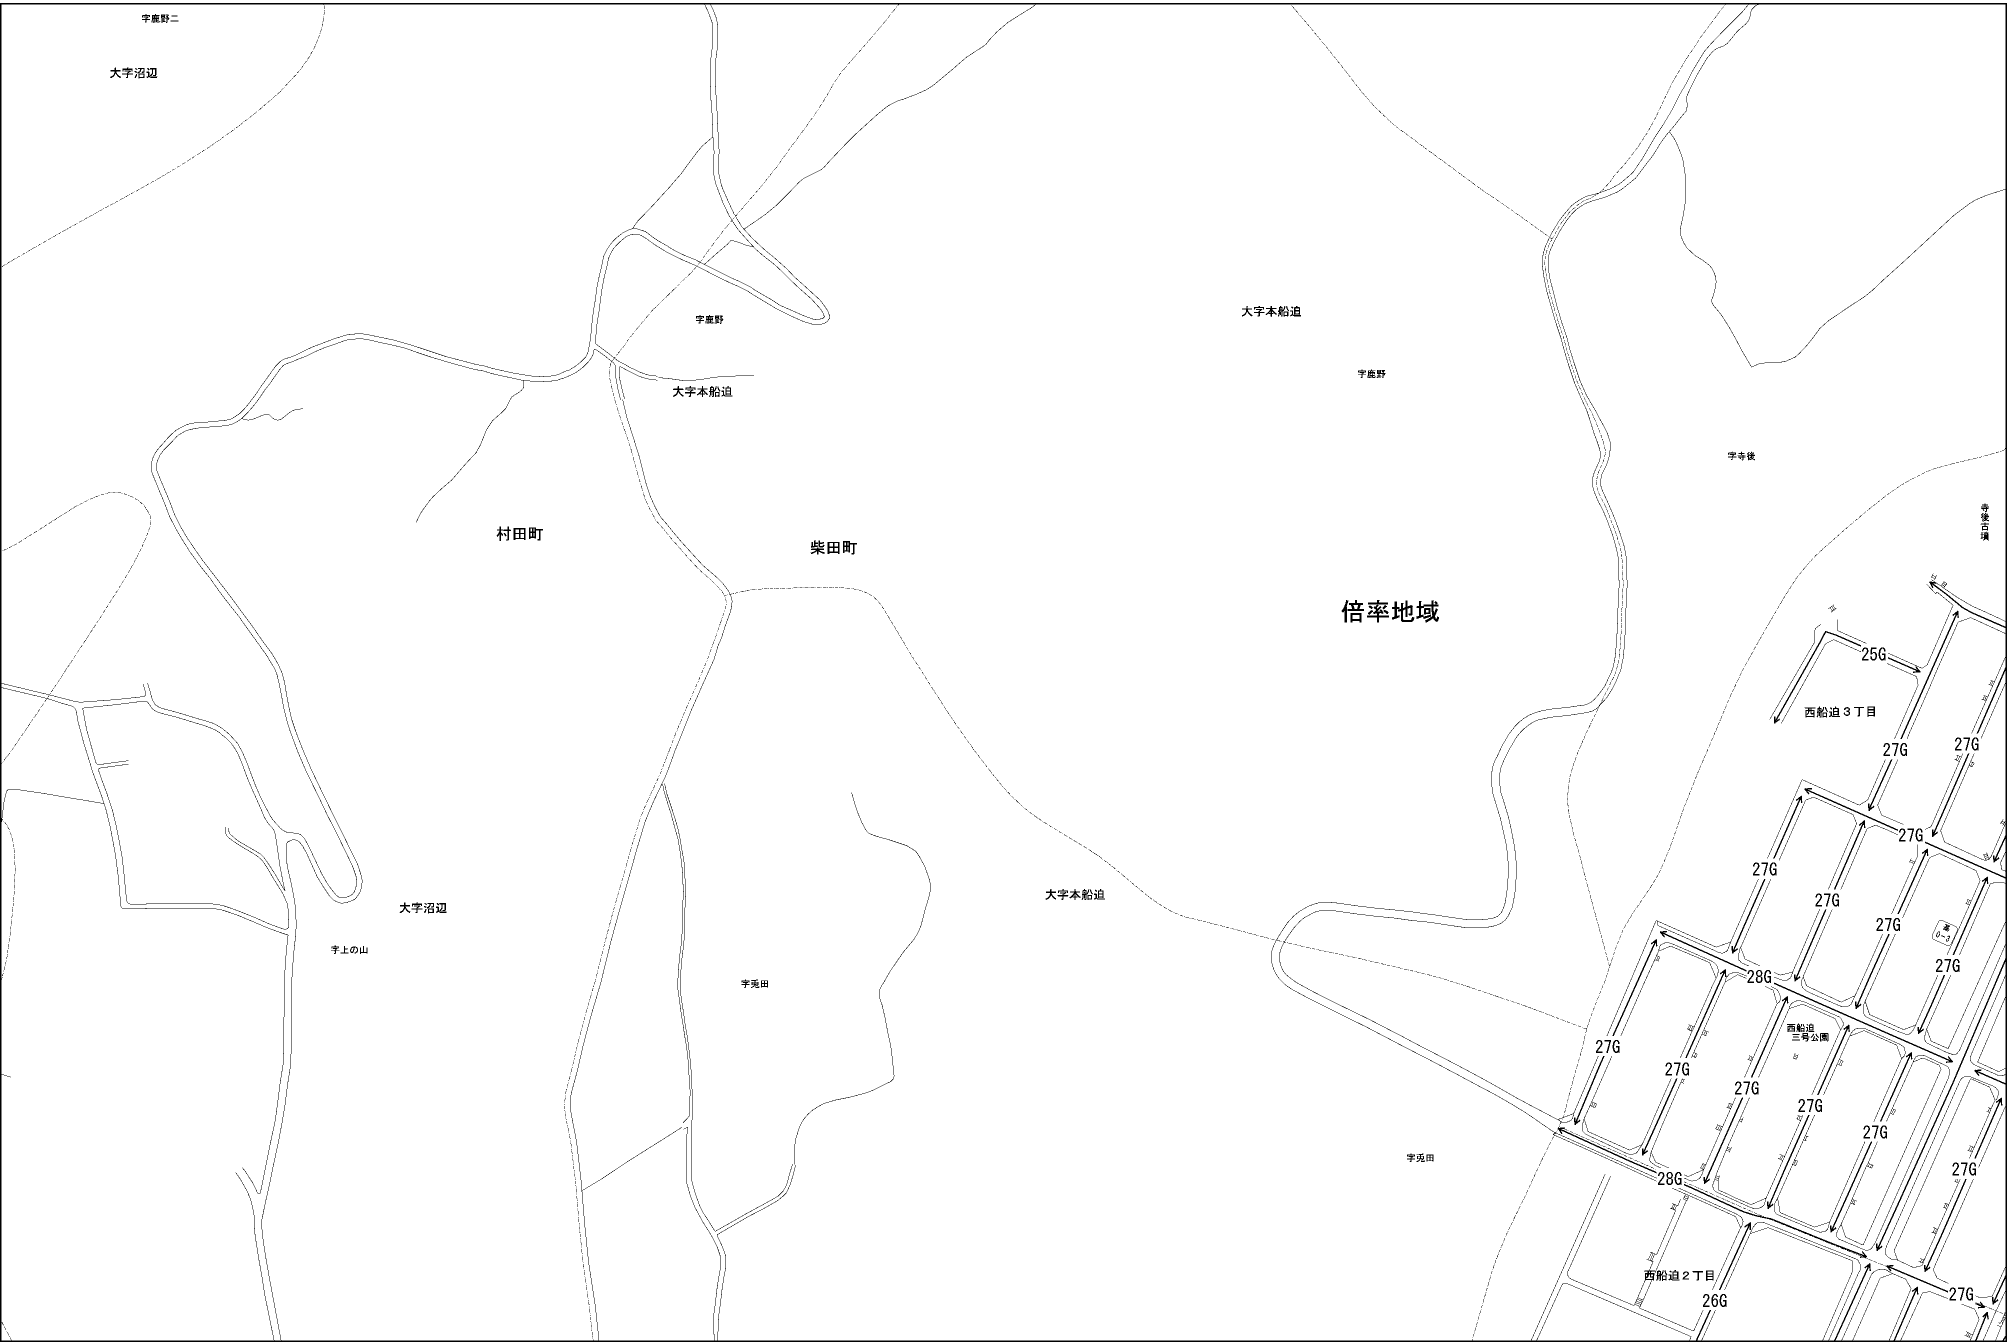 字鹿野二
大字沼辺
字鹿野
大字本船迫
大字本船迫
字鹿野
字寺後
寺後古墳
村田町
柴田町
倍率地域
25G
西船迫3丁目
27G
27G
27G
27G
27G
27G
27G
28G
西船迫
三号公園
27G
27G
27G
27G
27G
27G
28G
西船迫2丁目
26G
27G
大字沼辺
字上の山
大字本船迫
字兎田
字兎田